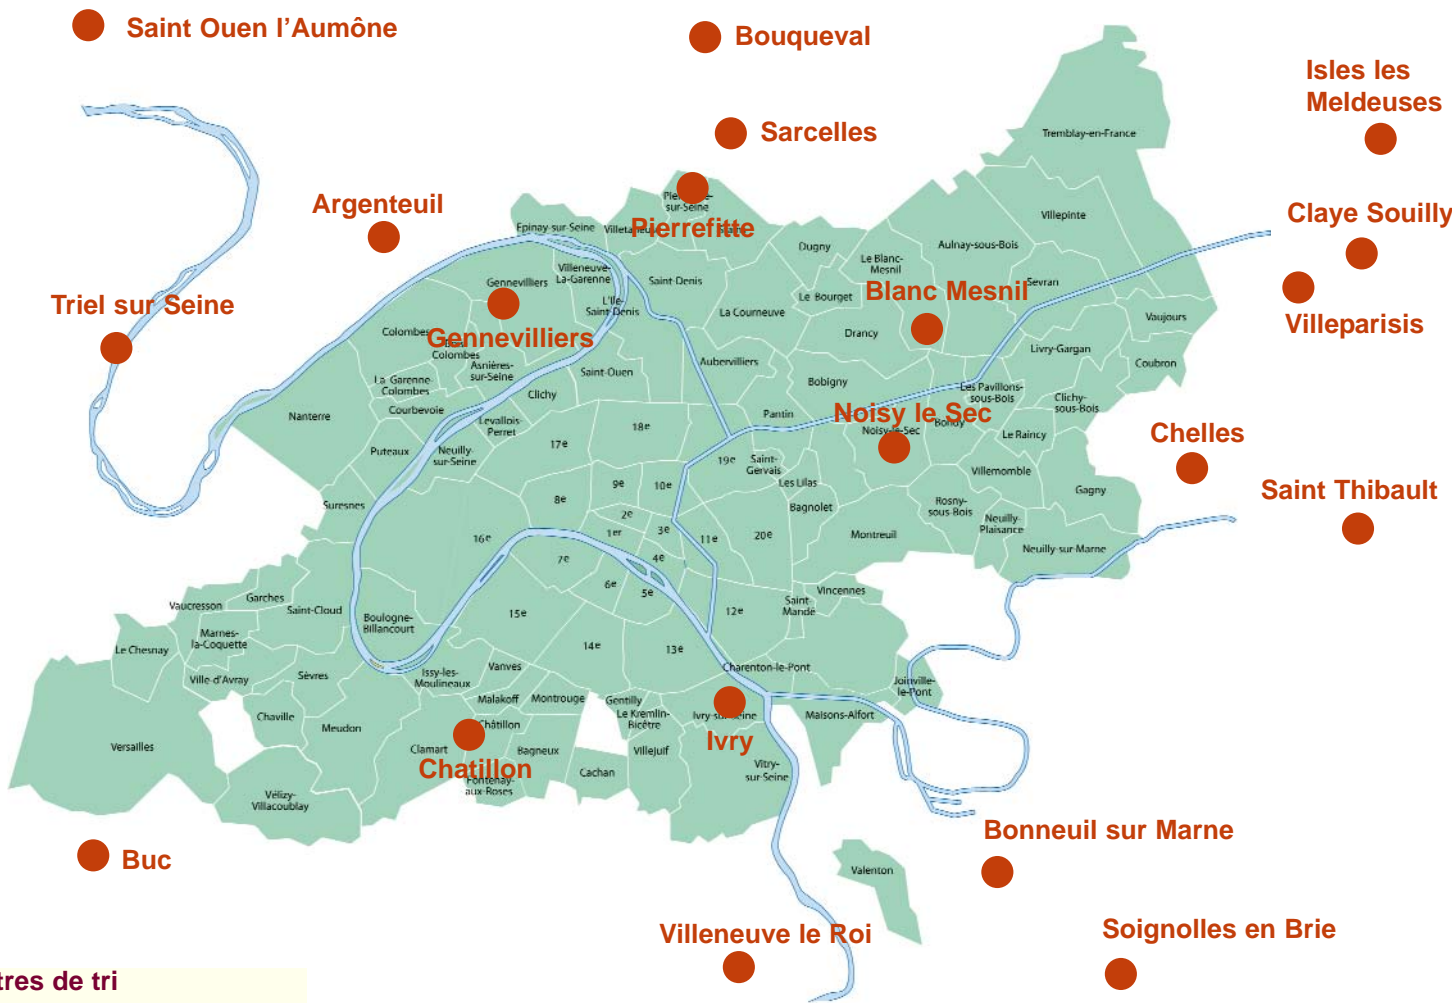 Saint Ouen l’Aumône
Bouqueval
Isles les
Meldeuses
Sarcelles
Tremblay-en-France
Argenteuil
Claye Souilly
sur-Seine
Pierrefitte
Epinay-sur-Seine
Villepinte
Dugny
Aulnay-sous-Bois
Le Blanc-
Mesnil
Villeneuve-
La-Garenne
Gennevilliers
Saint-Denis
Sevran
Blanc Mesnil
Le Bourget
L'Ile-
Saint-Denis
Triel sur Seine
La Courneuve
Vaujours
Villeparisis
Gennevilliers
Colombes
Drancy
Livry-Gargan
Colombes
Asnières-
sur-Seine
Aubervilliers
Coubron
Saint-Ouen
La Garenne-
Colombes
Bobigny
Les Pavillons-
sous-Bois
Clichy
Clichy-
sous-Bois
Nanterre
Courbevoie
Levallois-
Perret
Pantin
Noisy le Sec
Noisy-le-Sec
Bondy
18e
Le Raincy
Chelles
17e
Puteaux
Neuilly-
sur-Seine
19e
Saint-
Gervais
Les Lilas
Villemomble
Saint Thibault
9e
10e
Gagny
8e
Suresnes
Bagnolet
Rosny-
sous-Bois
2e
Neuilly-
Plaisance
1er
3e
16e
11e
20e
Montreuil
Neuilly-sur-Marne
7e
4e
6e
5e
Vincennes
Garches
Vaucresson
Saint-Cloud
Saint-
Mandé
12e
15e
Boulogne-
Billancourt
Marnes-
la-Coquette
Le Chesnay
14e
13e
Vanves
Charenton-le-Pont
Issy-les-
Moulineaux
Sèvres
Ville-d'Avray
Joinville-
le-Pont
Malakoff
Montrouge
Gentilly
Le Kremlin-
Bicêtre
Ivry-sur-Seine
Maisons-Alfort
Chaville
Meudon
Châtillon
Ivry
Versailles
Clamart
Bagneux
Villejuif
Chatillon
Vitry-
sur-Seine
Cachan
Fontenay-
aux-Roses
Vélizy-
Villacoublay
Bonneuil sur Marne
Buc
Valenton
Villeneuve le Roi
Soignolles en Brie
tres de tri